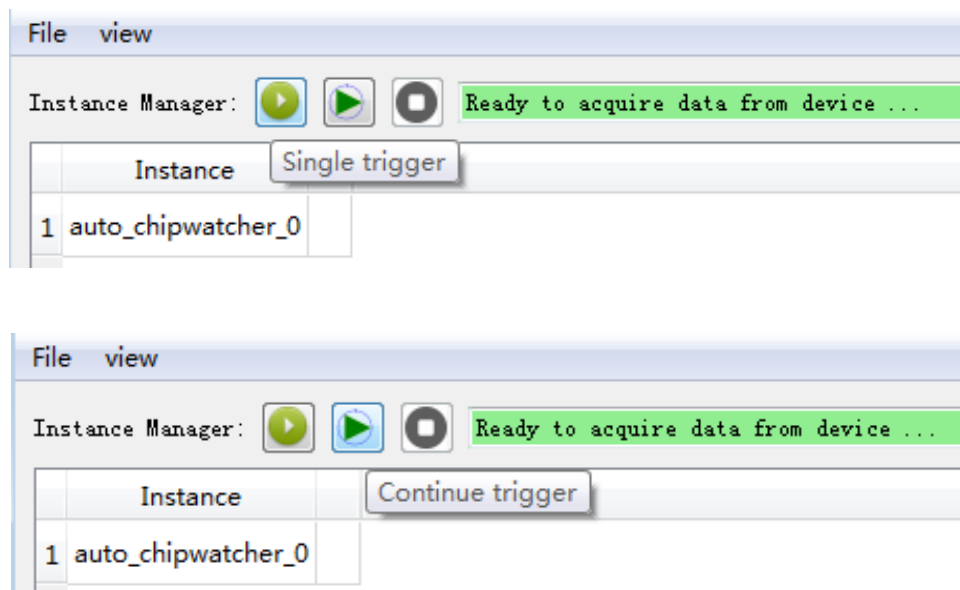 File view
Instance Manager: Ready to acquire data from device ...
Single trigger
Instance
1 auto_chipwatcher_0
File view
Instance Manager: Ready to acquire data from device ...
Continue trigger
Instance
1 auto_chipwatcher_0